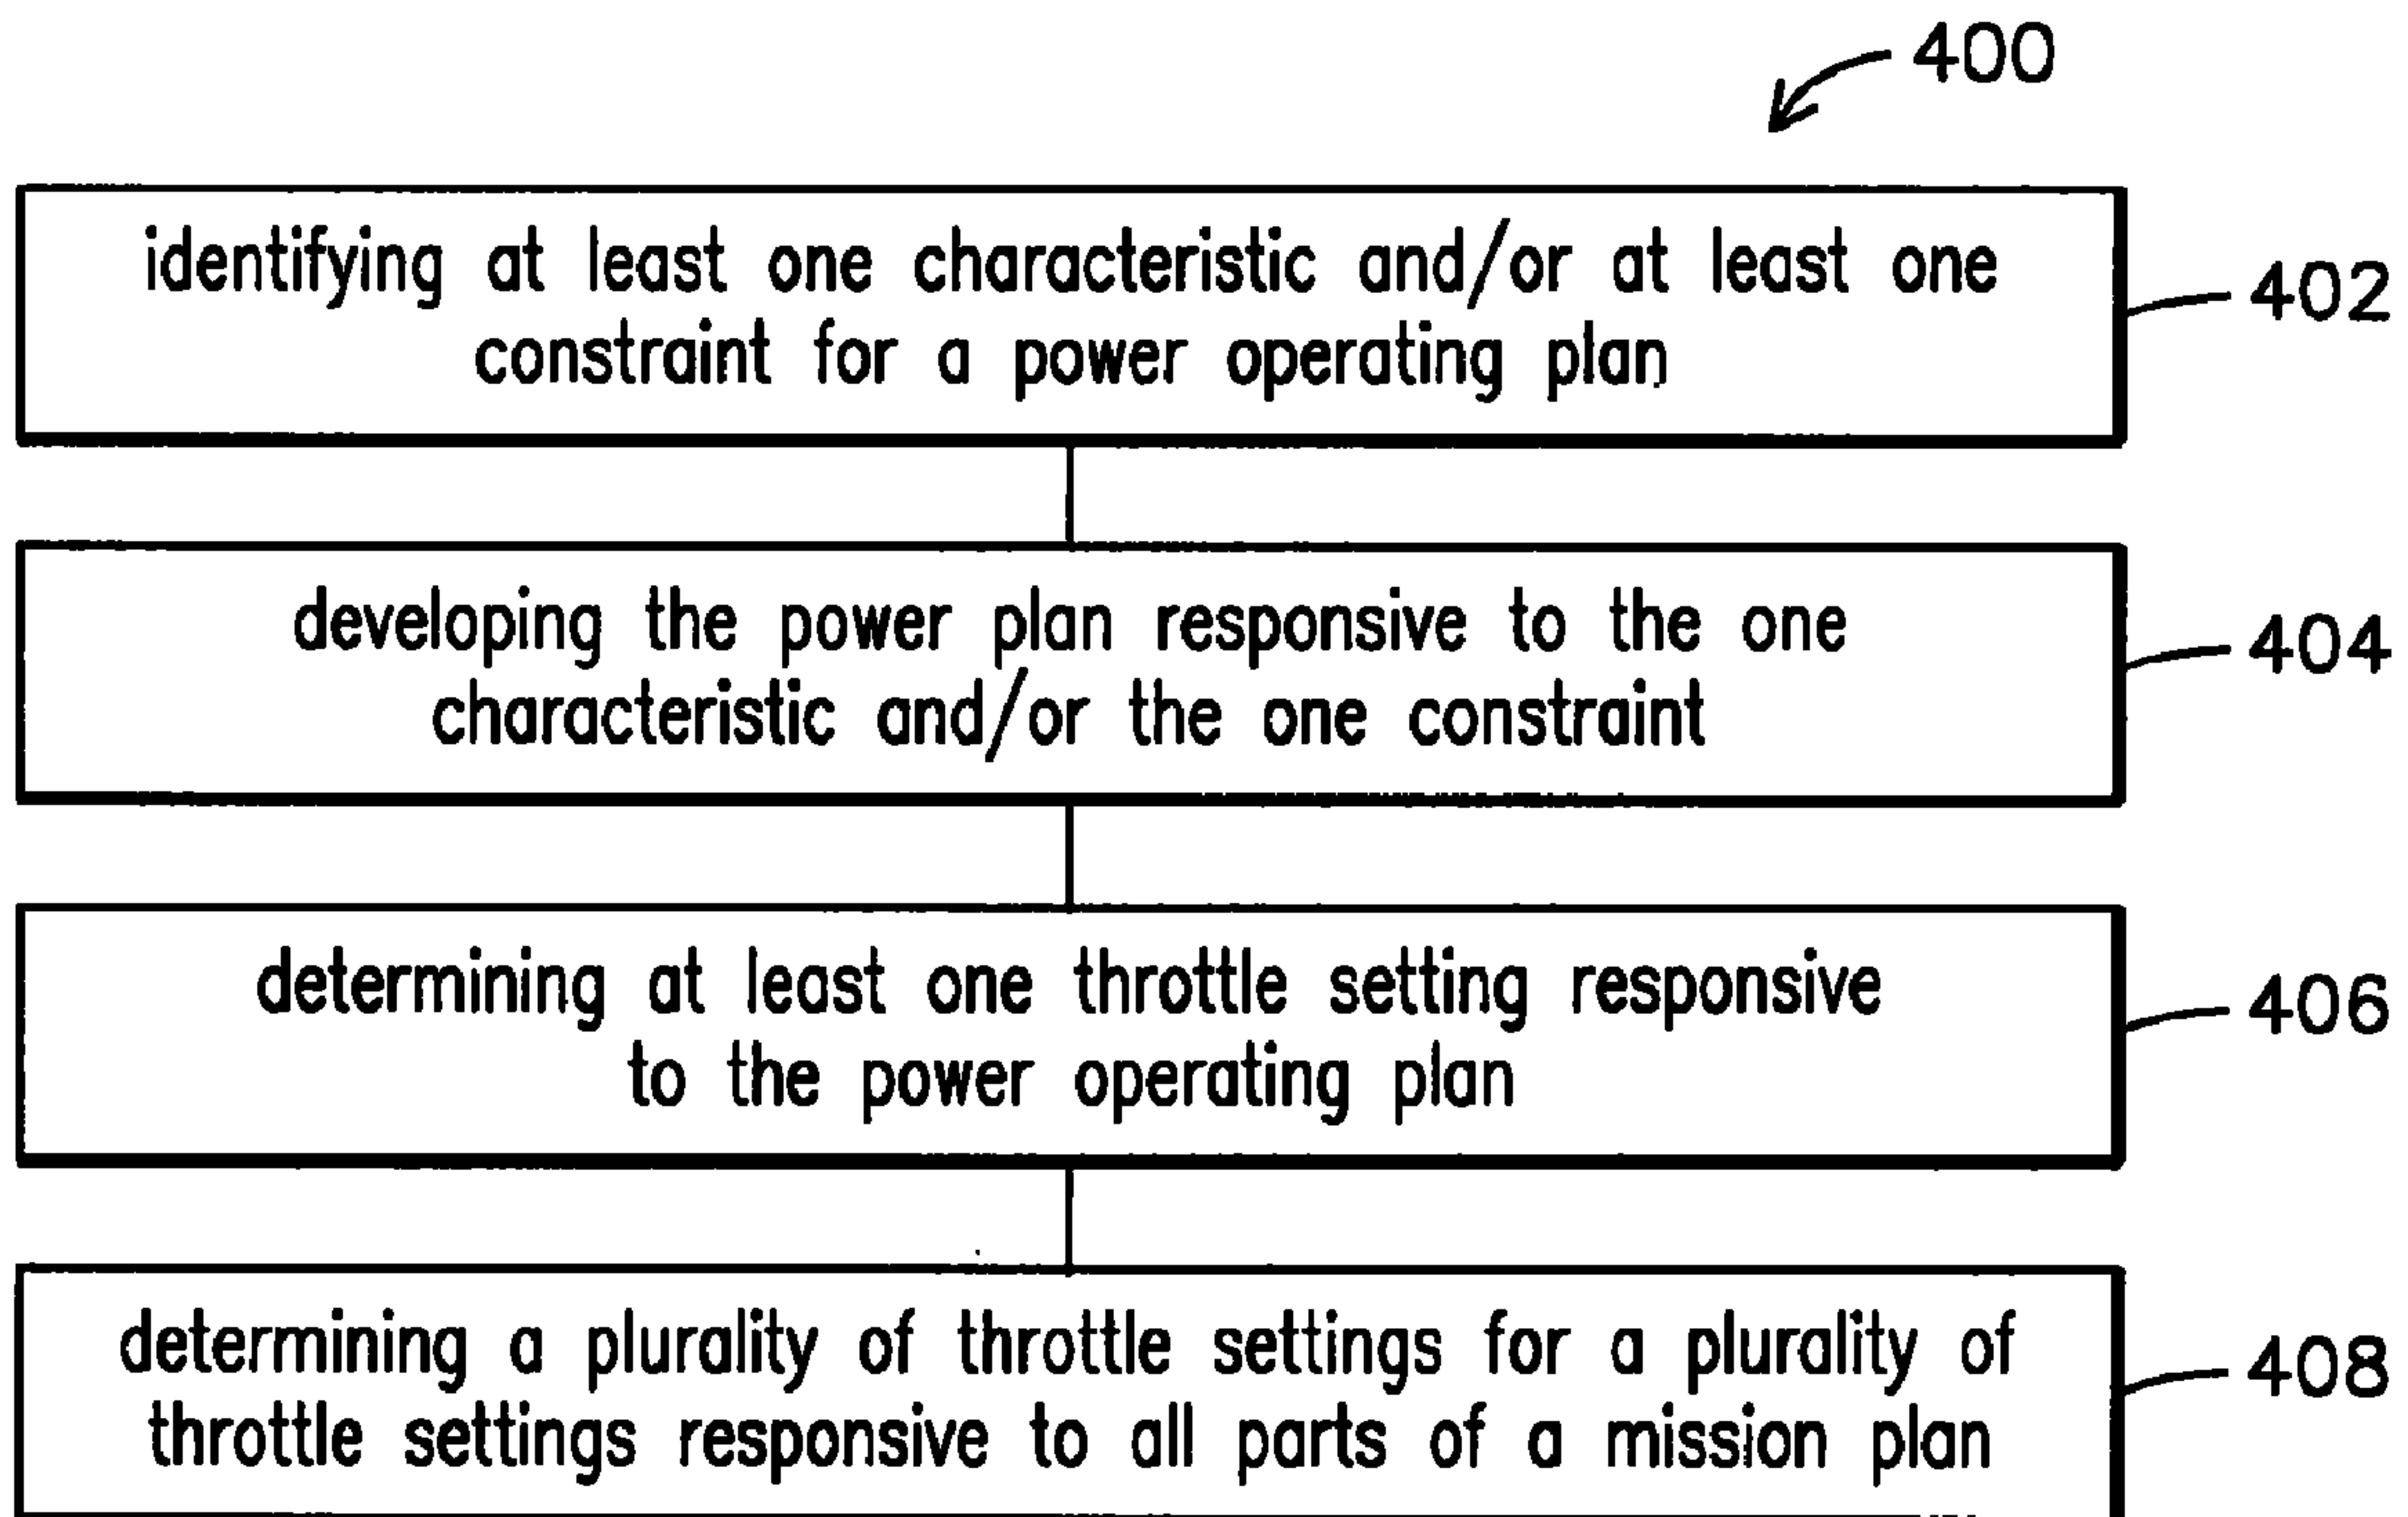 400
identifying at least one characteristic and/or at least one
constraint for a power operating plan
402
developing the power plan responsive to the one
characteristic and/or the one constraint
404
determining at least one throttle setting responsive
to the power operating plan
406
determining a plurality of throttle settings for a plurality of
throttle settings responsive to all parts of a mission plan
408